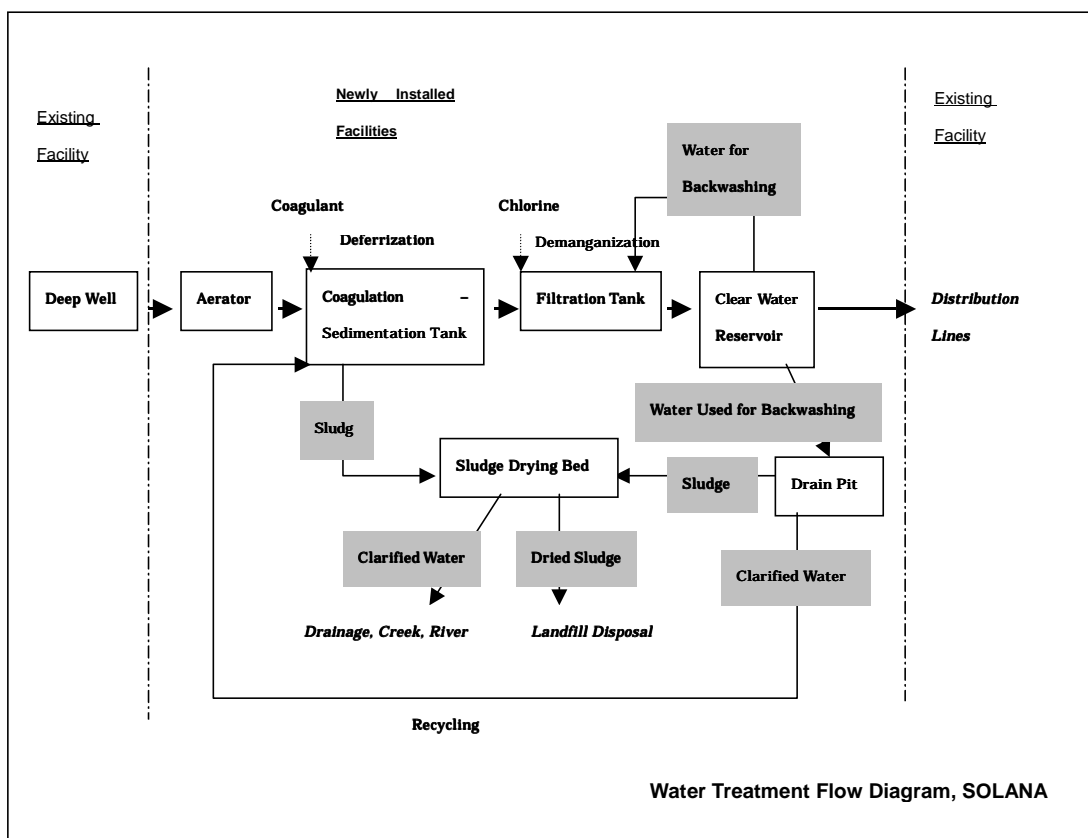 Existing
Facility
Newly Installed
Facilities
Existing
Facility
Water for
Backwashing
Coagulant
Chlorine
Deferrization
Demanganization
Deep Well
Aerator
Coagulation –
Sedimentation Tank
Filtration Tank
Clear Water
Reservoir
Distribution
Lines
Sludg
Water Used for Backwashing
Sludge Drying Bed
Sludge
Drain Pit
Clarified Water
Dried Sludge
Clarified Water
Drainage, Creek, River
Landfill Disposal
Recycling
Water Treatment Flow Diagram, SOLANA